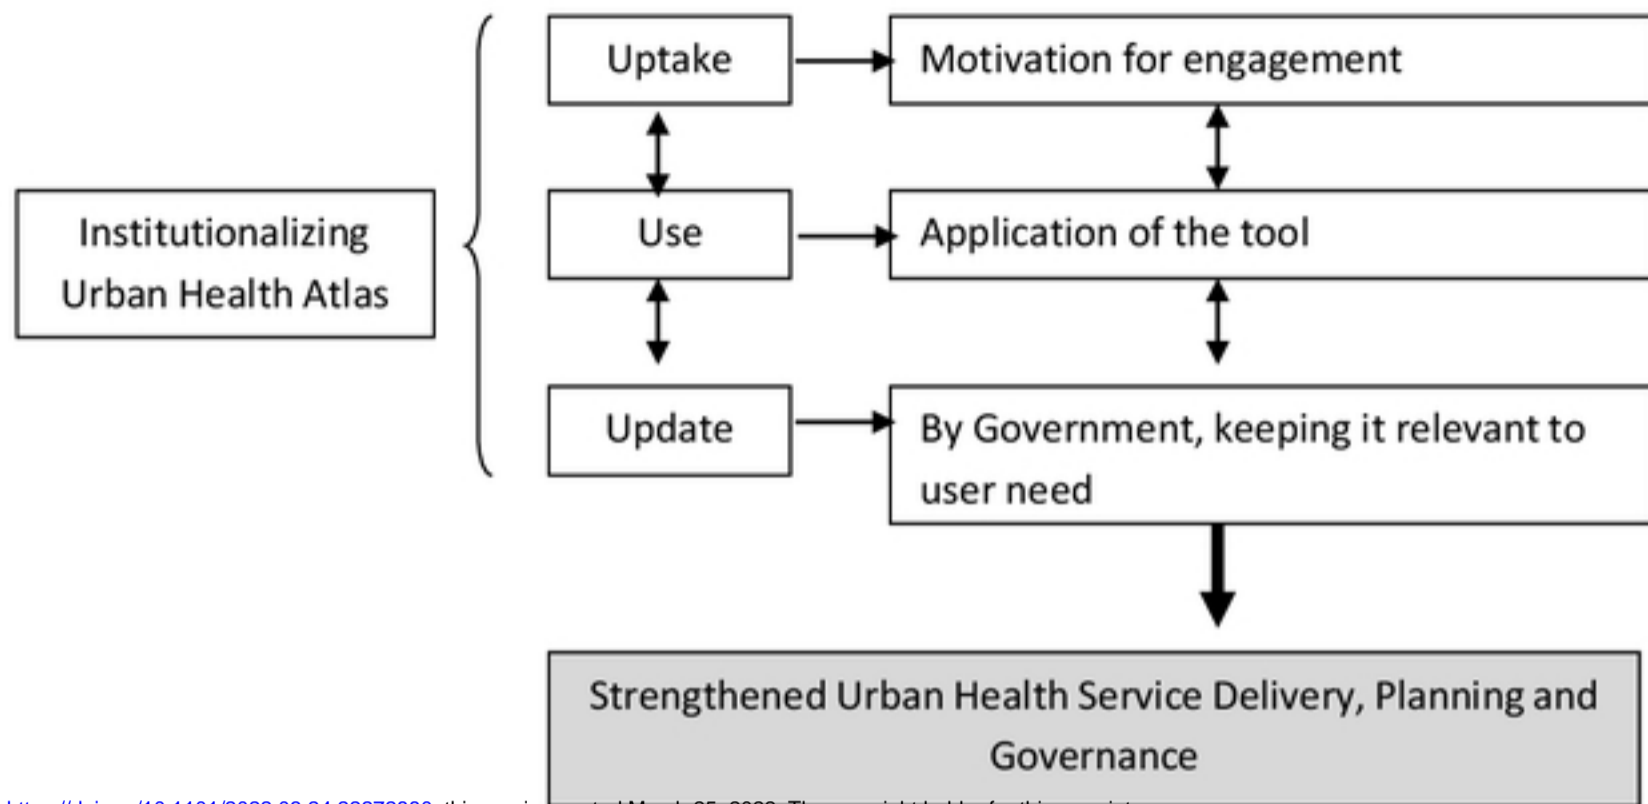 Uptake
Motivation for engagement
Institutionalizing
Urban Health Atlas
Use
Application of the tool
Update
By Government, keeping it relevant to
user need
Strengthened Urban Health Service Delivery, Planning and
Governance